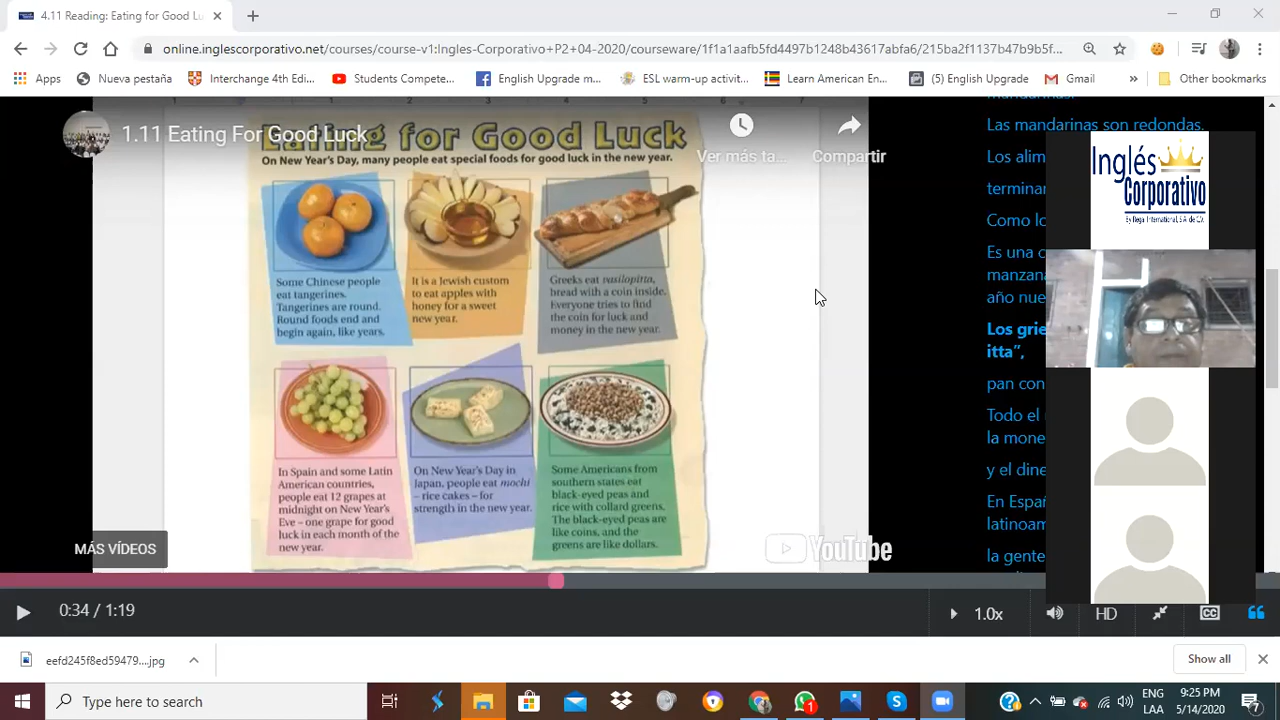 4.11 Reading: Eating for Good Lu
online.inglescorporativo.net/courses/course-v1:Ingles-Corporativo+P2+04-2020/courseware/1f1a1aafb5fd4497b1248b43617abfa6/215ba2f1137b47b9b5f...
Apps
Nueva pestaña
Interchange 4th Edi...
Students Compete...
English Upgrade m...
ESL warm-up activit...
Learn American En...
(5) English Upgrade
Gmail
»
Other bookmarks
1.11 Eating For Good Luck
Eating for Good Luck
On New Year's Day, many people eat special foods for good luck in the new year.
Ver más ta...
Compartir
Some Chinese people
eat tangerines.
Tangerines are round.
Round foods end and
begin again, like years.
It is a Jewish custom
to eat apples with
honey for a sweet
new year.
Greeks eat vasilopitta,
bread with a coin inside.
Everyone tries to find
the coin for luck and
money in the new year.
In Spain and some Latin
American countries,
people eat 12 grapes at
midnight on New Year's
Eve – one grape for good
luck in each month of the
new year.
On New Year's Day in
Japan, people eat mochi
– rice cakes – for
strength in the new year.
Some Americans from
southern states eat
black-eyed peas and
rice with collard greens.
The black-eyed peas are
like coins, and the
greens are like dollars.
MÁS VÍDEOS
YouTube
0:34 / 1:19
1.0x
HD
CC
mandarinas.
Las mandarinas son redondas.
Los alim
terminan
Como lo
Es una c
manzana
año nue
Los grie
itta”,
pan con
Todo el
la mone
y el dine
En Españ
latinoam
la gente
Inglés
Corporativo
By Regal International, S.A. de C.V.
eefd245f8ed59479....jpg
Show all
Type here to search
1
ENG
LAA
9:25 PM
5/14/2020
7